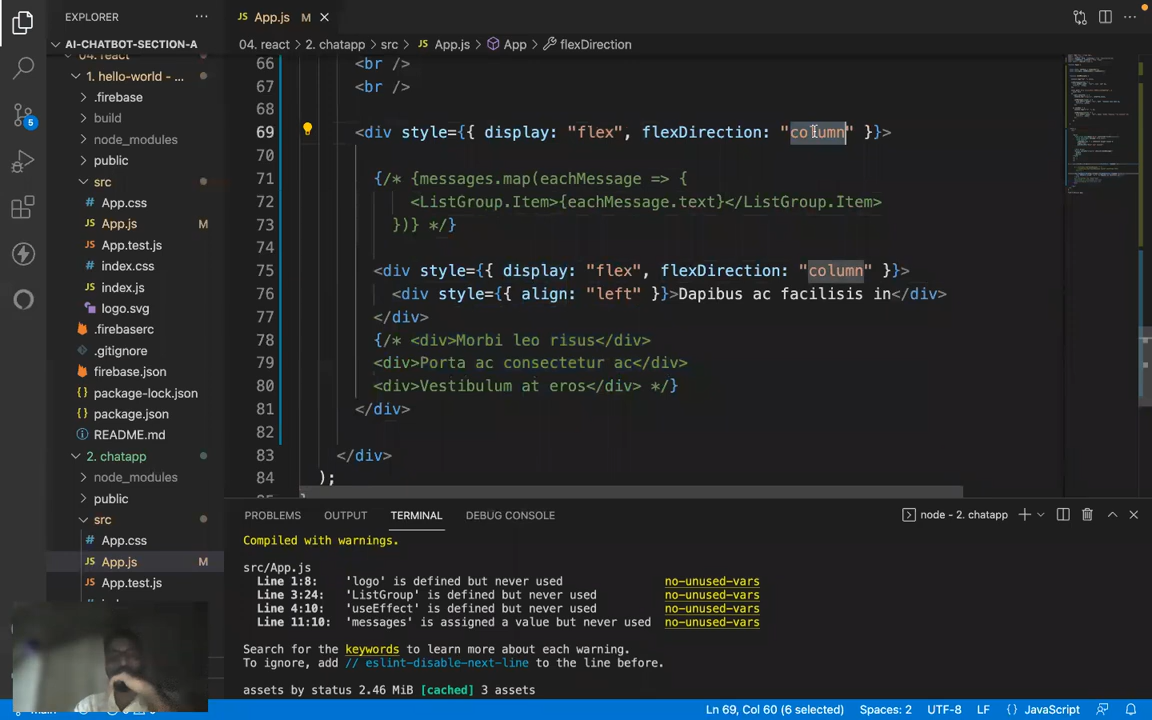 EXPLORER
···
JS App.js M ×
···
AI-CHATBOT-SECTION-A
04. react > 2. chatapp > src > JS App.js > App > flexDirection
04. react
1. hello-world - ...
.firebase
build
node_modules
public
src
# App.css
JS App.js M
JS App.test.js
# index.css
JS index.js
logo.svg
.firebaserc
.gitignore
{} firebase.json
{} package-lock.json
{} package.json
README.md
2. chatapp
node_modules
public
src
# App.css
JS App.js M
JS App.test.js
5
66 <br />
67 <br />
68
69 <div style={{ display: "flex", flexDirection: "column" }}>
70
71 {/* {messages.map(eachMessage => {
72 <ListGroup.Item>{eachMessage.text}</ListGroup.Item>
73 })} */}
74
75 <div style={{ display: "flex", flexDirection: "column" }}>
76 <div style={{ align: "left" }}>Dapibus ac facilisis in</div>
77 </div>
78 {/* <div>Morbi leo risus</div>
79 <div>Porta ac consectetur ac</div>
80 <div>Vestibulum at eros</div> */}
81 </div>
82
83 </div>
84 );
PROBLEMS OUTPUT TERMINAL DEBUG CONSOLE
node - 2. chatapp
Compiled with warnings.
src/App.js
Line 1:8: 'logo' is defined but never used no-unused-vars
Line 3:24: 'ListGroup' is defined but never used no-unused-vars
Line 4:10: 'useEffect' is defined but never used no-unused-vars
Line 11:10: 'messages' is assigned a value but never used no-unused-vars
Search for the keywords to learn more about each warning.
To ignore, add // eslint-disable-next-line to the line before.
assets by status 2.46 MiB [cached] 3 assets
Ln 69, Col 60 (6 selected) Spaces: 2 UTF-8 LF {} JavaScript